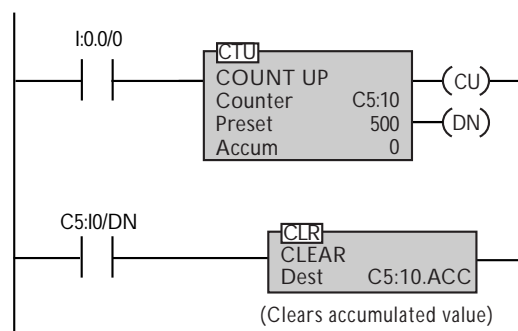 I:0.0/0
CTU
COUNT UP
Counter C5:10
Preset 500
Accum 0
CU
DN
C5:I0/DN
CLR
CLEAR
Dest C5:10.ACC
(Clears accumulated value)